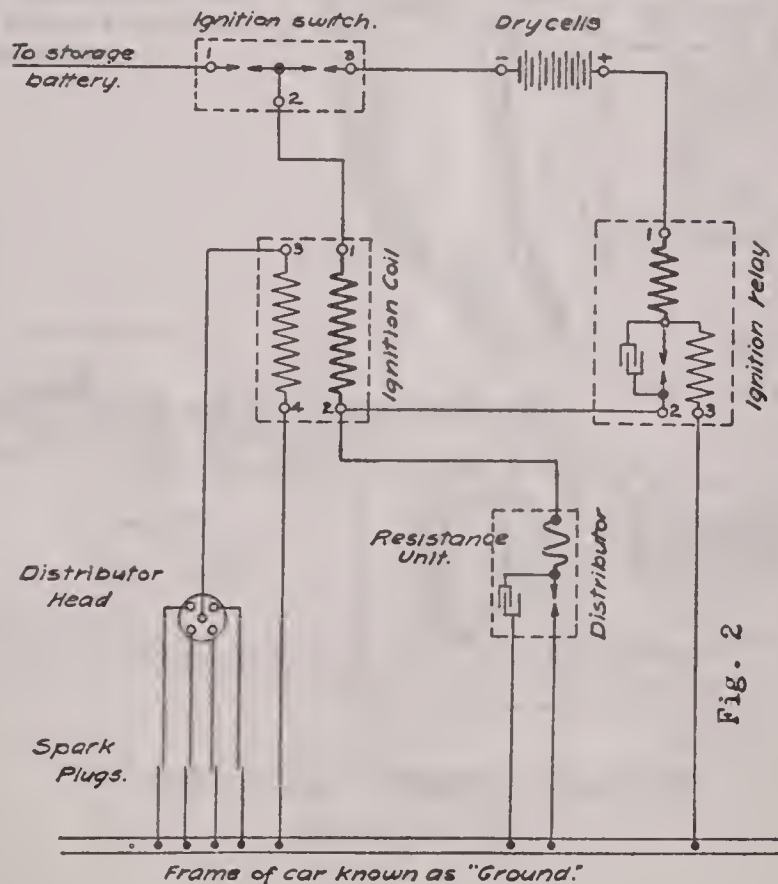 Ignition switch.
Dry cells
To storage
battery.
1
2
3
-
+
3
1
4
2
Ignition Coil
1
2
3
Ignition relay
Resistance
Unit.
Distributor
Distributor
Head
Spark
Plugs.
Fig. 2
Frame of car known as "Ground."